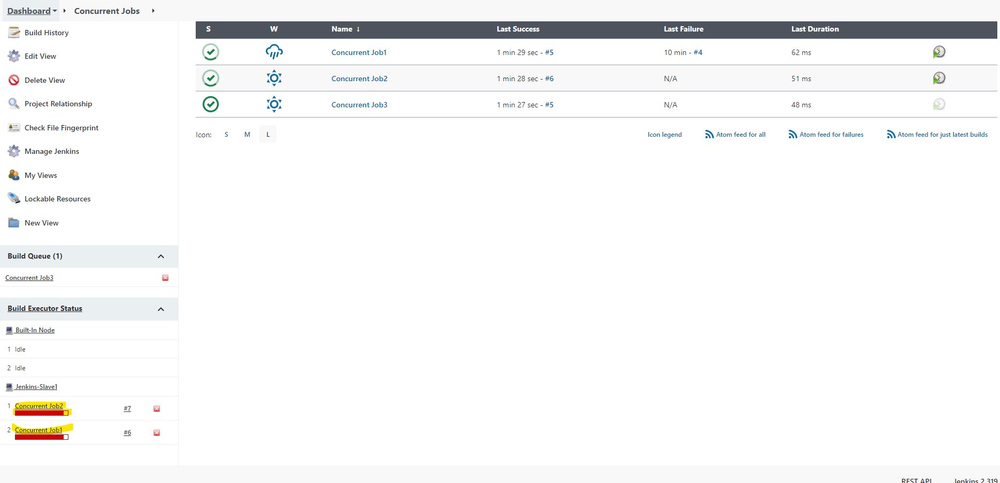 Dashboard Concurrent Jobs
Build History
Edit View
Delete View
Project Relationship
Check File Fingerprint
Manage Jenkins
My Views
Lockable Resources
New View
Build Queue (1)
Concurrent Job3
Build Executor Status
Built-In Node
1 Idle
2 Idle
Jenkins-Slave1
1 Concurrent Job2 #7
2 Concurrent Job1 #6
S W Name ↓ Last Success Last Failure Last Duration
Concurrent Job1 1 min 29 sec - #5 10 min - #4 62 ms
Concurrent Job2 1 min 28 sec - #6 N/A 51 ms
Concurrent Job3 1 min 27 sec - #5 N/A 48 ms
Icon: S M L Icon legend Atom feed for all Atom feed for failures Atom feed for just latest builds
REST API Jenkins 2.319